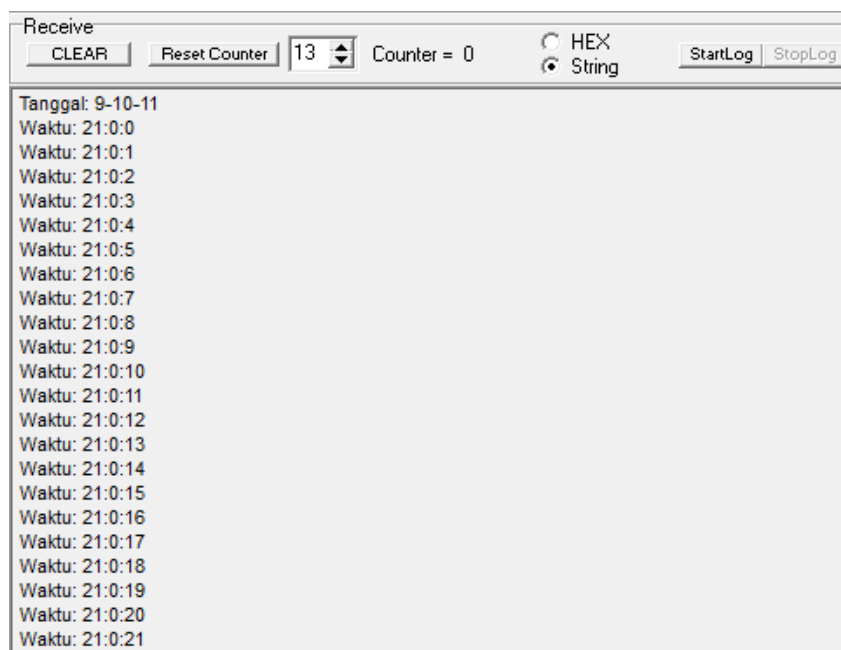 Receive
CLEAR Reset Counter 13 Counter = 0 HEX String StartLog StopLog
Tanggal: 9-10-11
Waktu: 21:0:0
Waktu: 21:0:1
Waktu: 21:0:2
Waktu: 21:0:3
Waktu: 21:0:4
Waktu: 21:0:5
Waktu: 21:0:6
Waktu: 21:0:7
Waktu: 21:0:8
Waktu: 21:0:9
Waktu: 21:0:10
Waktu: 21:0:11
Waktu: 21:0:12
Waktu: 21:0:13
Waktu: 21:0:14
Waktu: 21:0:15
Waktu: 21:0:16
Waktu: 21:0:17
Waktu: 21:0:18
Waktu: 21:0:19
Waktu: 21:0:20
Waktu: 21:0:21